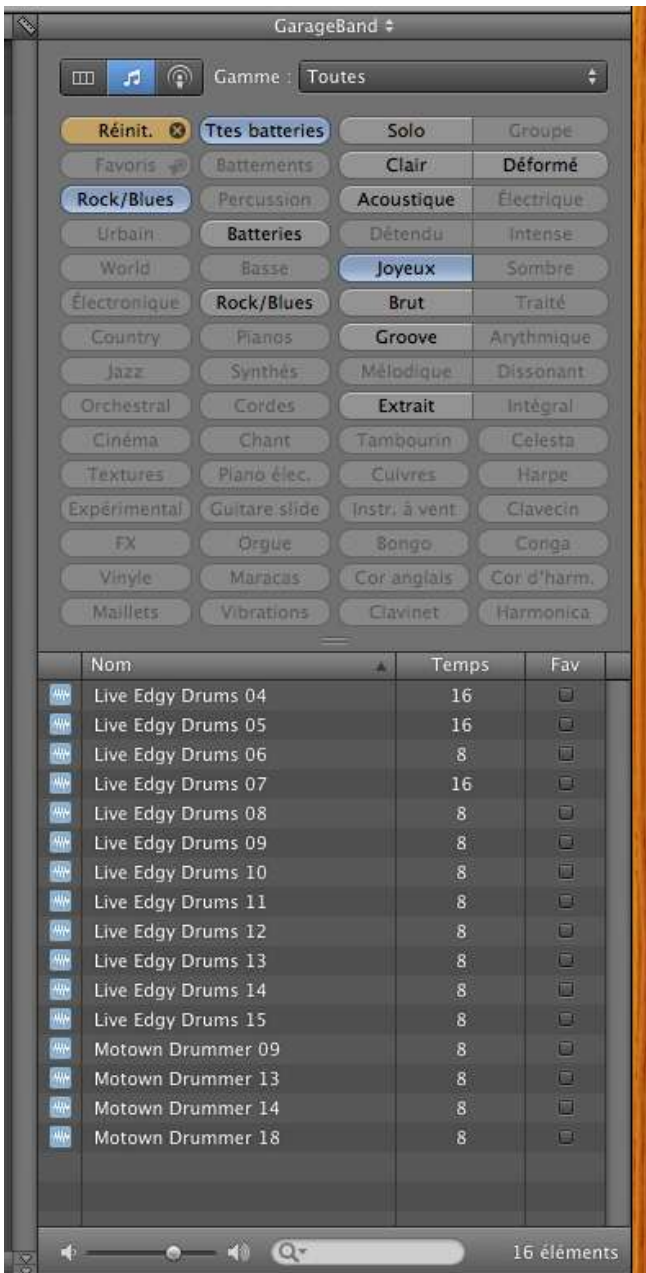 GarageBand
Gamme : Toutes
Réinit. Ttes batteries Solo Groupe
Favoris Battements Clair Déformé
Rock/Blues Percussion Acoustique Électrique
Urbain Batteries Détendu Intense
World Basse Joyeux Sombre
Électronique Rock/Blues Brut Traité
Country Pianos Groove Arythmique
Jazz Synthés Mélodique Dissonant
Orchestral Cordes Extrait Intégral
Cinéma Chant Tambourin Celesta
Textures Piano élec. Cuivres Harpe
Expérimental Guitare slide Instr. à vent Clavecin
FX Orgue Bongo Conga
Vinyle Maracas Cor anglais Cor d'harm.
Maillets Vibrations Clavinet Harmonica
Nom Temps Fav
Live Edgy Drums 04 16
Live Edgy Drums 05 16
Live Edgy Drums 06 8
Live Edgy Drums 07 16
Live Edgy Drums 08 8
Live Edgy Drums 09 8
Live Edgy Drums 10 8
Live Edgy Drums 11 8
Live Edgy Drums 12 8
Live Edgy Drums 13 8
Live Edgy Drums 14 8
Live Edgy Drums 15 8
Motown Drummer 09 8
Motown Drummer 13 8
Motown Drummer 14 8
Motown Drummer 18 8
16 éléments